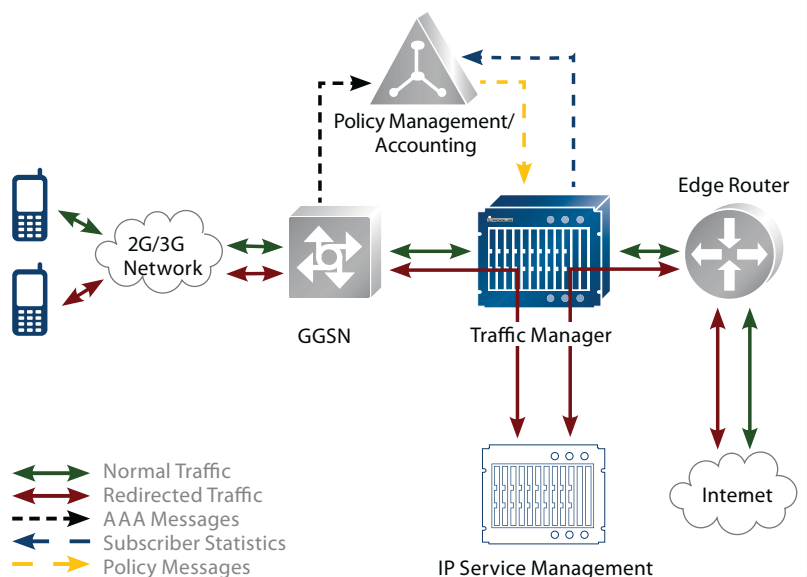 Policy Management/
Accounting
Edge Router
2G/3G
Network
GGSN
Traffic Manager
Normal Traffic
Redirected Traffic
AAA Messages
Subscriber Statistics
Policy Messages
Internet
IP Service Management